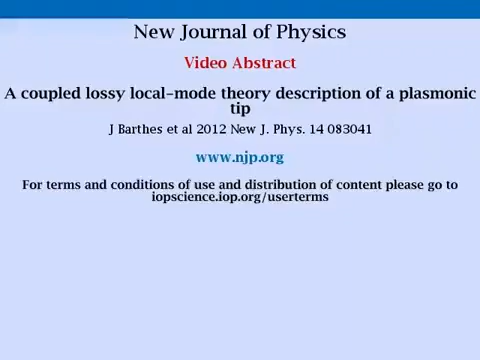 New Journal of Physics
Video Abstract
A coupled lossy local-mode theory description of a plasmonic
tip
J Barthes et al 2012 New J. Phys. 14 083041
www.njp.org
For terms and conditions of use and distribution of content please go to
iopscience.iop.org/userterms